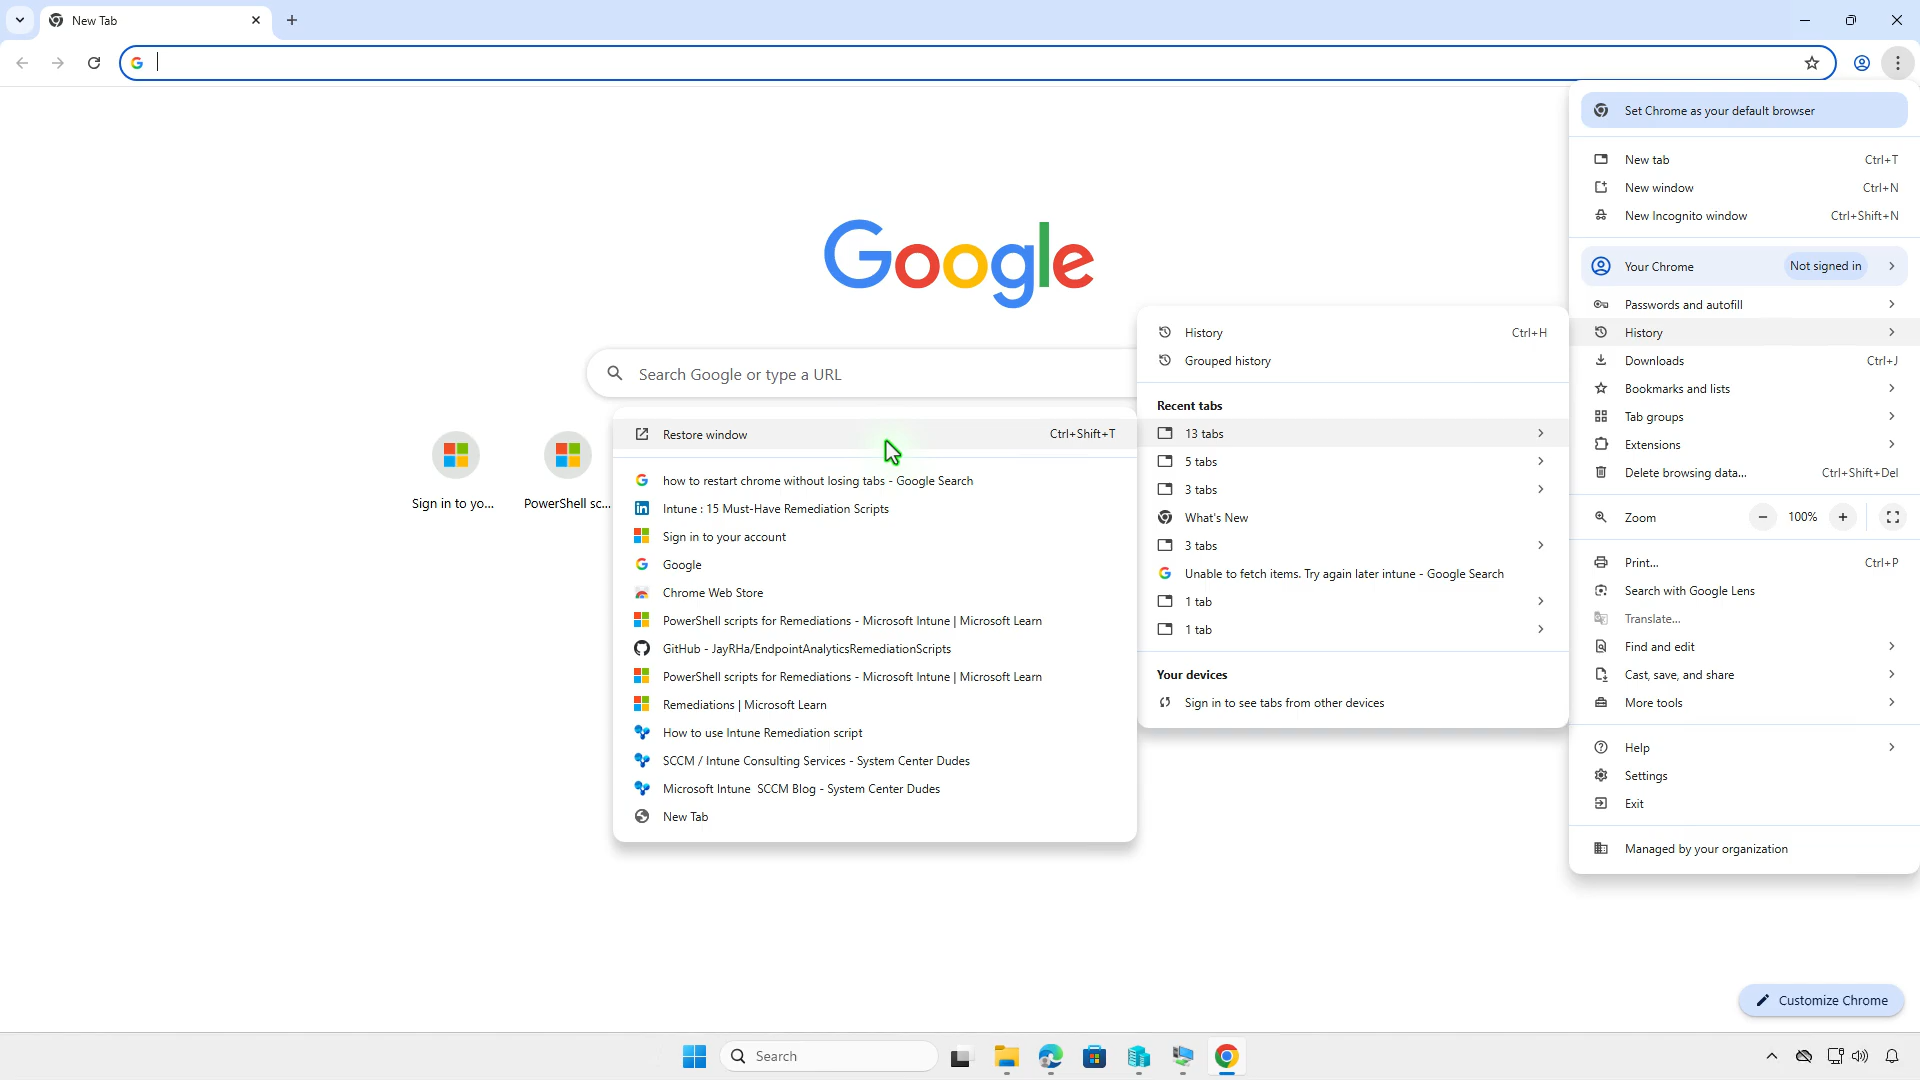 New Tab
Set Chrome as your default browser
New tab Ctrl+T
New window Ctrl+N
New Incognito window Ctrl+Shift+N
Your Chrome Not signed in
Passwords and autofill
History
Downloads Ctrl+J
Bookmarks and lists
Tab groups
Extensions
Delete browsing data... Ctrl+Shift+Del
Zoom − 100% +
Print... Ctrl+P
Search with Google Lens
Translate...
Find and edit
Cast, save, and share
More tools
Help
Settings
Exit
Managed by your organization
Google
Search Google or type a URL
Sign in to yo...
PowerShell sc...
History Ctrl+H
Grouped history
Recent tabs
13 tabs
5 tabs
3 tabs
What's New
3 tabs
Unable to fetch items. Try again later intune - Google Search
1 tab
1 tab
Your devices
Sign in to see tabs from other devices
Restore window Ctrl+Shift+T
how to restart chrome without losing tabs - Google Search
Intune : 15 Must-Have Remediation Scripts
Sign in to your account
Google
Chrome Web Store
PowerShell scripts for Remediations - Microsoft Intune | Microsoft Learn
GitHub - JayRHa/EndpointAnalyticsRemediationScripts
PowerShell scripts for Remediations - Microsoft Intune | Microsoft Learn
Remediations | Microsoft Learn
How to use Intune Remediation script
SCCM / Intune Consulting Services - System Center Dudes
Microsoft Intune SCCM Blog - System Center Dudes
New Tab
Customize Chrome
Search